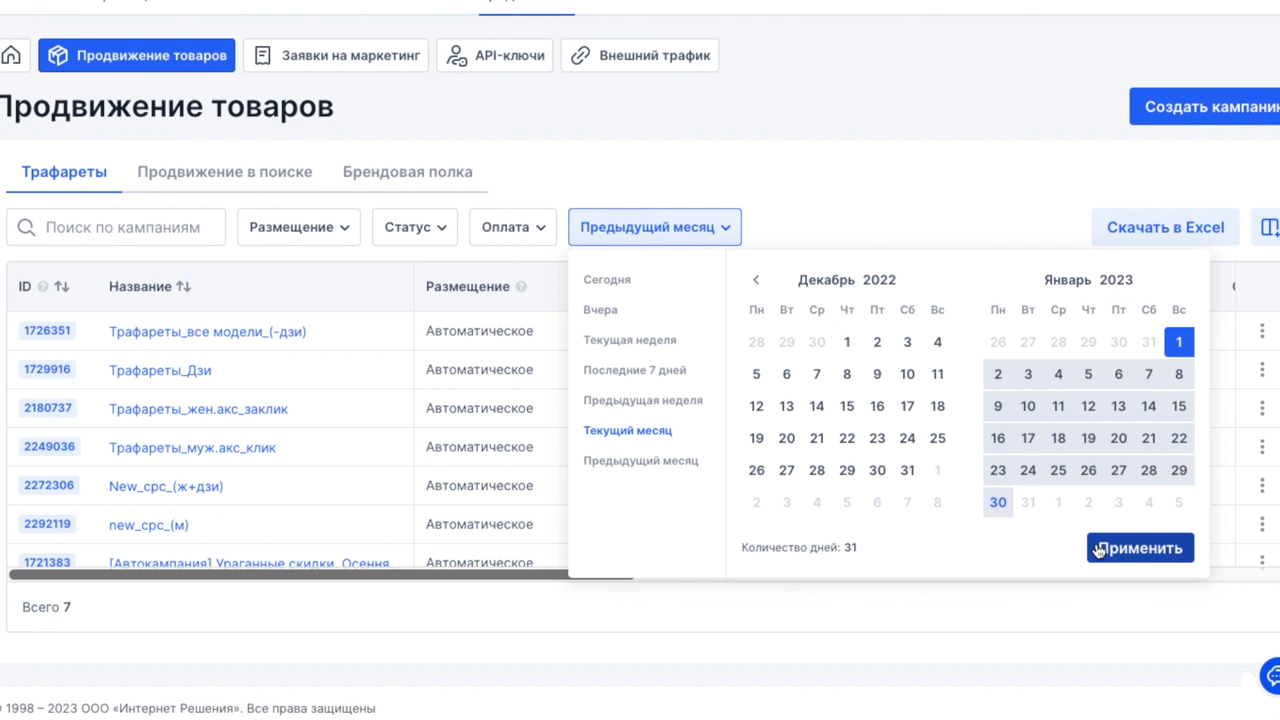 Продвижение товаров
Заявки на маркетинг
API-ключи
Внешний трафик
Продвижение товаров
Создать кампани
Трафареты
Продвижение в поиске
Брендовая полка
Поиск по кампаниям
Размещение
Статус
Оплата
Предыдущий месяц
Скачать в Excel
ID Название Размещение
1726351 Трафареты_все модели_(-дзи) Автоматическое
1729916 Трафареты_Дзи Автоматическое
2180737 Трафареты_жен.акс_заклик Автоматическое
2249036 Трафареты_муж.акс_клик Автоматическое
2272306 New_cpc_(ж+дзи) Автоматическое
2292119 new_cpc_(м) Автоматическое
1721383 [Автокампания] Ураганные скидки. Осення... Автоматическое
Сегодня
Вчера
Текущая неделя
Последние 7 дней
Предыдущая неделя
Текущий месяц
Предыдущий месяц
Декабрь 2022
Пн Вт Ср Чт Пт Сб Вс
28 29 30 1 2 3 4
5 6 7 8 9 10 11
12 13 14 15 16 17 18
19 20 21 22 23 24 25
26 27 28 29 30 31 1
2 3 4 5 6 7 8
Январь 2023
Пн Вт Ср Чт Пт Сб Вс
26 27 28 29 30 31 1
2 3 4 5 6 7 8
9 10 11 12 13 14 15
16 17 18 19 20 21 22
23 24 25 26 27 28 29
30 31 1 2 3 4 5
Количество дней: 31
Применить
Всего 7
© 1998 – 2023 ООО «Интернет Решения». Все права защищены